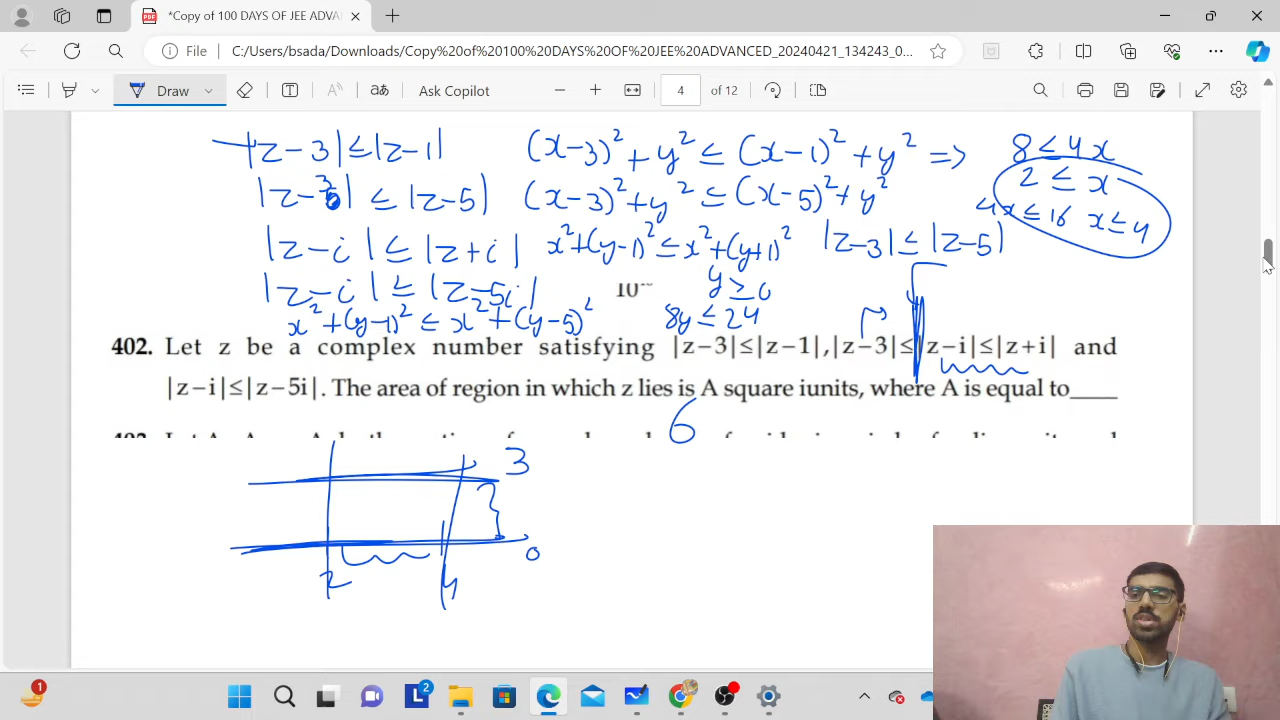 *Copy of 100 DAYS OF JEE ADVA
File
C:/Users/bsada/Downloads/Copy%20of%20100%20DAYS%20OF%20JEE%20ADVANCED_20240421_134243_0...
Draw
aあ
Ask Copilot
4
of 12
|z-3| ≤ |z-1|
(x-3)² + y² ≤ (x-1)² + y² ⇒
8 ≤ 4x
2 ≤ x
|z-3| ≤ |z-5|
(x-3)² + y² ≤ (x-5)² + y²
4x ≤ 16 x ≤ 4
|z-i| ≤ |z+i|
x² + (y-1)² ≤ x² + (y+1)²
|z-3| ≤ |z-5|
|z-i| ≤ |z-5i|
y ≥ 0
x² + (y-1)² ≤ x² + (y-5)²
8y ≤ 24
402. Let z be a complex number satisfying |z-3|≤|z-1|,|z-3|≤|z-i|≤|z+i| and
|z-i|≤|z-5i|. The area of region in which z lies is A square iunits, where A is equal to____
6
3
0
2
4
1
2